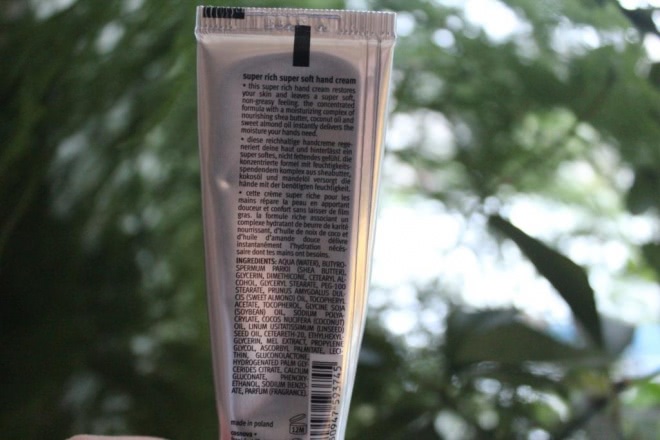 super rich super soft hand cream
• this super rich hand cream restores
your skin and leaves a super soft,
non-greasy feeling. the concentrated
formula with a moisturizing complex of
nourishing shea butter, coconut oil and
sweet almond oil instantly delivers the
moisture your hands need.
• diese reichhaltige handcreme rege-
neriert deine haut und hinterlässt ein
super softes, nicht fettendes gefühl. die
konzentrierte formel mit feuchtigkeits-
spendendem komplex aus sheabutter,
kokosöl und mandelöl versorgt die
hände mit der benötigten feuchtigkeit.
• cette crème super riche pour les
mains répare la peau en apportant
douceur et confort sans laisser de film
gras. la formule riche associant un
complexe hydratant de beurre de karité
nourrissant, d'huile de noix de coco et
d'huile d'amande douce délivre
instantanément l'hydration néces-
saire dont tes mains ont besoins.
INGREDIENTS: AQUA (WATER), BUTYRO-
SPERMUM PARKII (SHEA BUTTER),
GLYCERIN, DIMETHICONE, CETEARYL AL-
COHOL, GLYCERYL STEARATE, PEG-100
STEARATE, PRUNUS AMYGDALUS DUL-
CIS (SWEET ALMOND) OIL, TOCOPHERYL
ACETATE, TOCOPHEROL, GLYCINE SOJA
(SOYBEAN) OIL, SODIUM POLYA-
CRYLATE, COCOS NUCIFERA (COCONUT)
OIL, LINUM USITATISSIMUM (LINSEED)
SEED OIL, CETEARETH-20, ETHYLHEXYL-
GLYCERIN, MEL EXTRACT, PROPYLENE
GLYCOL, ASCORBYL PALMITATE, LECI-
THIN, GLUCONOLACTONE,
HYDROGENATED PALM GLY-
CERIDES CITRATE, CALCIUM
GLUCONATE, PHENOXY-
ETHANOL, SODIUM BENZO-
ATE, PARFUM (FRAGRANCE).
made in poland
12M